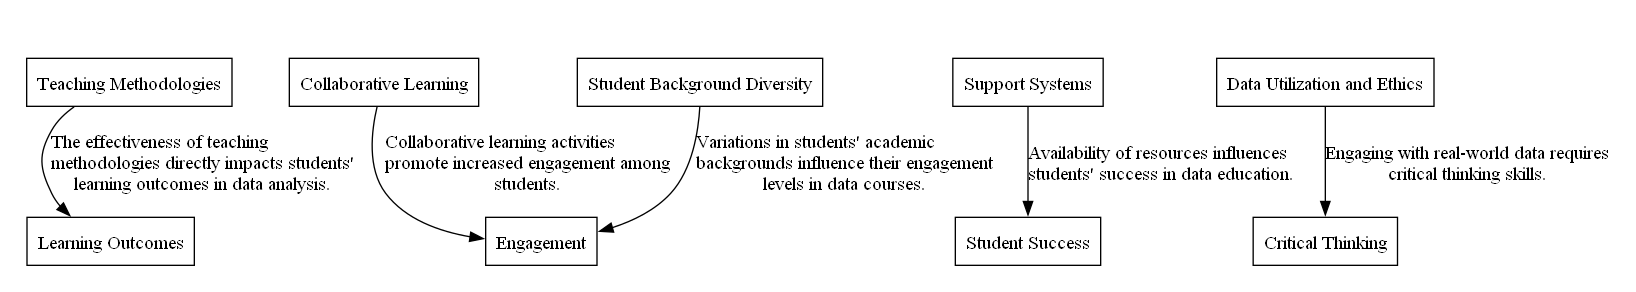 Teaching Methodologies
Collaborative Learning
Student Background Diversity
Support Systems
Data Utilization and Ethics
The effectiveness of teaching
methodologies directly impacts students'
learning outcomes in data analysis.
Collaborative learning activities
promote increased engagement among
students.
Variations in students' academic
backgrounds influence their engagement
levels in data courses.
Availability of resources influences
students' success in data education.
Engaging with real-world data requires
critical thinking skills.
Learning Outcomes
Engagement
Student Success
Critical Thinking